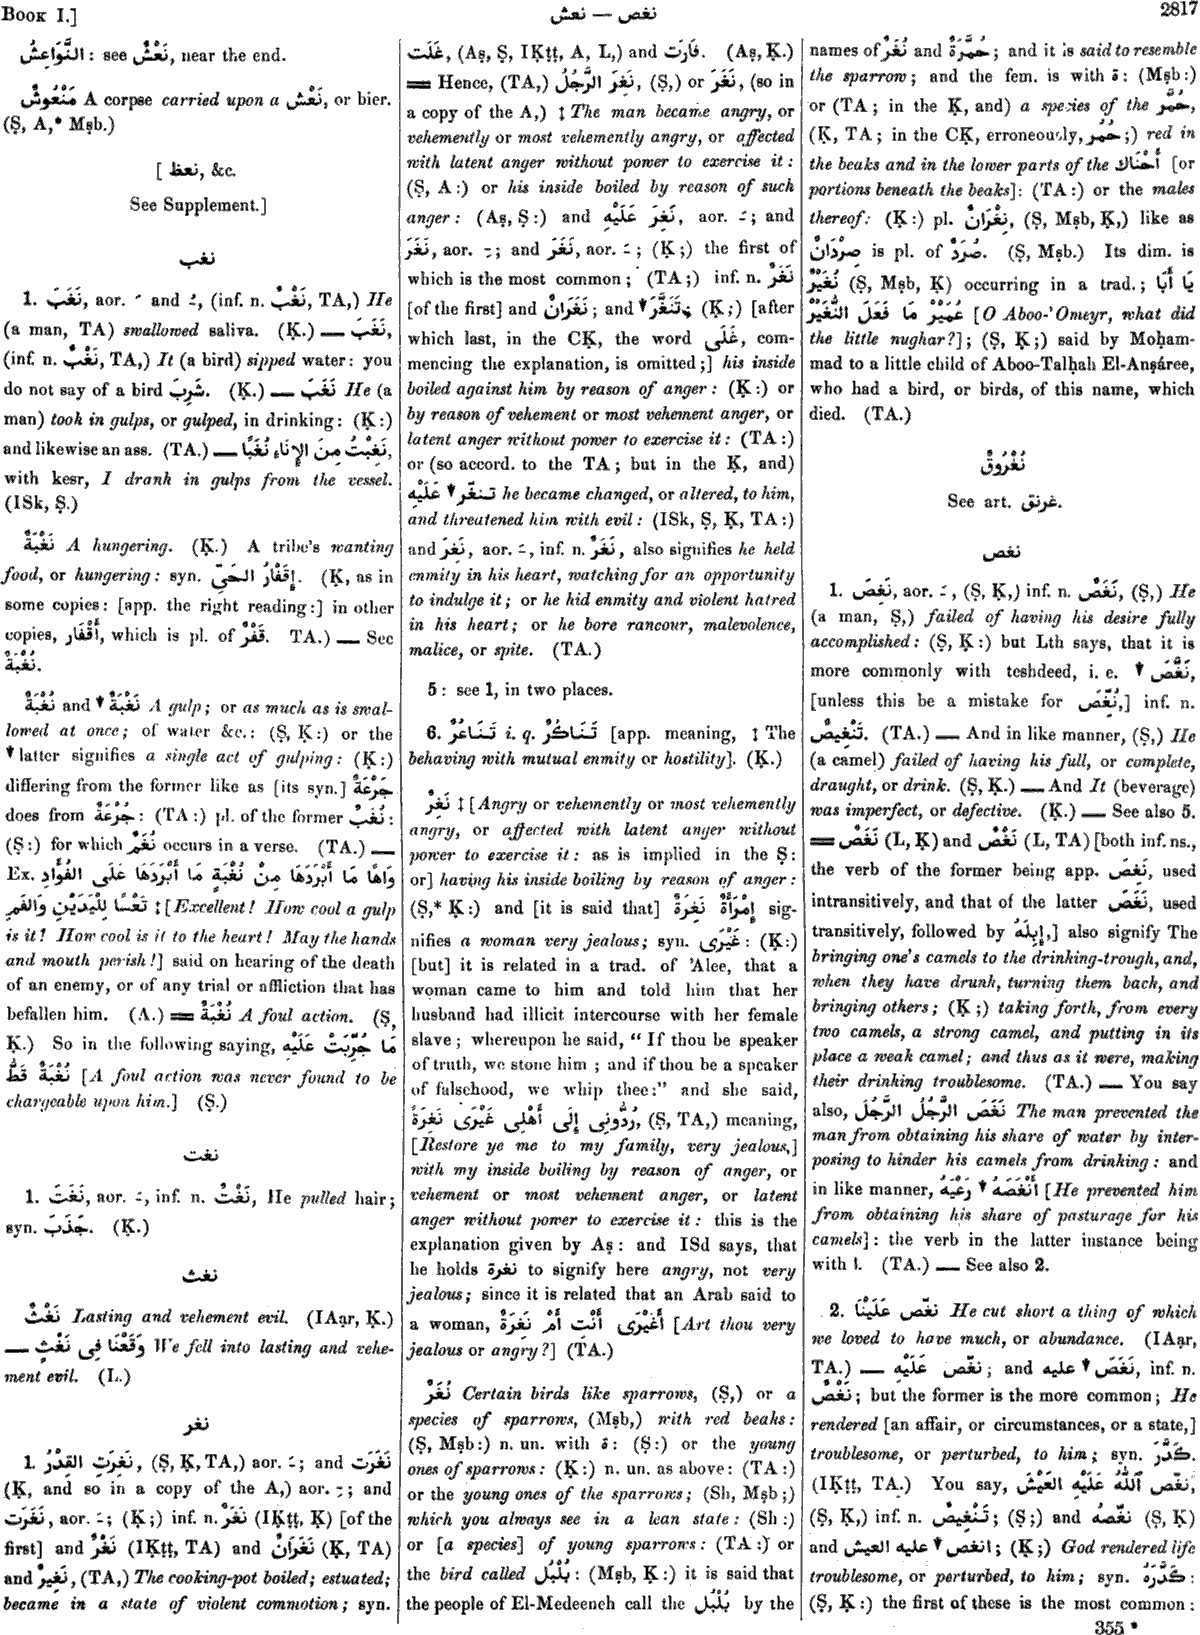 Book I.]
نغص — نعش
2817
النَّوَاعِشُ : see نَعْشٌ, near the end.
مَنْعُوشٌ A corpse carried upon a نَعْش, or bier.
(Ṣ, A,* Mṣb.)
[ نعظ, &c.
See Supplement.]
نغب
1. نَغَبَ, aor. ـَ and ـُ, (inf. n. نَغْبٌ, TA,) He
(a man, TA) swallowed saliva. (Ḳ.) — نَغَبَ,
(inf. n. نَغْبٌ, TA,) It (a bird) sipped water: you
do not say of a bird شَرِبَ. (Ḳ.) — نَغَبَ He (a
man) took in gulps, or gulped, in drinking: (Ḳ:)
and likewise an ass. (TA.) — نَغِبْتُ مِنَ الإِنَاءِ نُغَبًا,
with kesr, I drank in gulps from the vessel.
(ISk, Ṣ.)
نَغْبَةٌ A hungering. (Ḳ.) A tribe's wanting
food, or hungering: syn. إِقْفَارُ الحَىِّ. (Ḳ, as in
some copies: [app. the right reading:] in other
copies, أَقْفَار, which is pl. of قَفْرٌ. TA.) — See
نُغْبَةٌ.
نُغْبَةٌ and ▼ نَغْبَةٌ A gulp; or as much as is swal-
lowed at once; of water &c.: (Ṣ, Ḳ:) or the
▼ latter signifies a single act of gulping: (Ḳ:)
differing from the former like as [its syn.] جَرْعَةٌ
does from جُرْعَةٌ: (TA:) pl. of the former نُغَبٌ:
(Ṣ:) for which نُغَمٌ occurs in a verse. (TA.) —
Ex. وَاهًا مَا أَبْرَدَهَا مِنْ نُغْبَةٍ مَا أَبْرَدَهَا عَلَى الفُؤَادِ
تَعْسًا لِلْيَدَيْنِ وَالفَمِ ‡ [Excellent! How cool a gulp
is it! How cool is it to the heart! May the hands
and mouth perish!] said on hearing of the death
of an enemy, or of any trial or affliction that has
befallen him. (A.) = نُغْبَةٌ A foul action. (Ṣ,
Ḳ.) So in the following saying, مَا جُرِّبَتْ عَلَيْهِ
نُغْبَةٌ قَطُّ [A foul action was never found to be
chargeable upon him.] (Ṣ.)
نغت
1. نَغَتَ, aor. ـَ, inf. n. نَغْتٌ, He pulled hair;
syn. جَذَبَ. (Ḳ.)
نغث
نَغْثٌ Lasting and vehement evil. (IAạr, Ḳ.)
— وَقَعْنَا فِى نَغْثٍ We fell into lasting and vehe-
ment evil. (L.)
نغر
1. نَغِرَتِ القِدْرُ, (Ṣ, Ḳ, TA,) aor. ـَ; and نَغَرَت
(Ḳ, and so in a copy of the A,) aor. ـِ; and
نَغَرَت, aor. ـَ; (Ḳ;) inf. n. نَغَرٌ (IḲṭṭ, Ḳ) [of the
first] and نَغْرٌ (IḲṭṭ, TA) and نَغَرَانٌ (Ḳ, TA)
and نَغِيرٌ, (TA,) The cooking-pot boiled; estuated;
became in a state of violent commotion; syn.
غَلَت, (Aṣ, Ṣ, IḲṭṭ, A, L,) and فَارَت. (Aṣ, Ḳ.)
= Hence, (TA,) نَغِرَ الرَّجُلُ, (Ṣ,) or نَغَرَ, (so in
a copy of the A,) ‡ The man became angry, or
vehemently or most vehemently angry, or affected
with latent anger without power to exercise it:
(Ṣ, A:) or his inside boiled by reason of such
anger: (Aṣ, Ṣ:) and نَغِرَ عَلَيْهِ, aor. ـَ; and
نَغَرَ, aor. ـِ; and نَغَرَ, aor. ـَ; (Ḳ;) the first of
which is the most common; (TA;) inf. n. نَغَرٌ
[of the first] and نَغَرَانٌ; and ▼ تَنَغَّرَ; (Ḳ;) [after
which last, in the CḲ, the word عَلَى, com-
mencing the explanation, is omitted;] his inside
boiled against him by reason of anger: (Ḳ:) or
by reason of vehement or most vehement anger, or
latent anger without power to exercise it: (TA:)
or (so accord. to the TA; but in the Ḳ, and)
تنغّر ▼ عَلَيْهِ he became changed, or altered, to him,
and threatened him with evil: (ISk, Ṣ, Ḳ, TA:)
and نَغِرَ, aor. ـَ, inf. n. نَغَرٌ, also signifies he held
enmity in his heart, watching for an opportunity
to indulge it; or he hid enmity and violent hatred
in his heart; or he bore rancour, malevolence,
malice, or spite. (TA.)
5: see 1, in two places.
6. تَنَاغُرٌ i. q. تَنَاكُرٌ [app. meaning, ‡ The
behaving with mutual enmity or hostility]. (Ḳ.)
نَغِرٌ ‡ [Angry or vehemently or most vehemently
angry, or affected with latent anger without
power to exercise it: as is implied in the Ṣ:
or] having his inside boiling by reason of anger:
(Ṣ,* Ḳ:) and [it is said that] إِمْرَأَةٌ نَغِرَةٌ sig-
nifies a woman very jealous; syn. غَيْرَى: (Ḳ:)
[but] it is related in a trad. of 'Alee, that a
woman came to him and told him that her
husband had illicit intercourse with her female
slave; whereupon he said, “If thou be speaker
of truth, we stone him; and if thou be a speaker
of falsehood, we whip thee:” and she said,
رُدُّونِى إِلَى أَهْلِى غَيْرَى نَغِرَةً, (Ṣ, TA,) meaning,
[Restore ye me to my family, very jealous,]
with my inside boiling by reason of anger, or
vehement or most vehement anger, or latent
anger without power to exercise it: this is the
explanation given by Aṣ: and ISd says, that
he holds نغرة to signify here angry, not very
jealous; since it is related that an Arab said to
a woman, أَغَيْرَى أَنْتِ أَمْ نَغِرَةٌ [Art thou very
jealous or angry?] (TA.)
نُغَرٌ Certain birds like sparrows, (Ṣ,) or a
species of sparrows, (Mṣb,) with red beaks:
(Ṣ, Mṣb:) n. un. with ة: (Ṣ:) or the young
ones of sparrows: (Ḳ:) n. un. as above: (TA:)
or the young ones of the sparrows; (Sh, Mṣb;)
which you always see in a lean state: (Sh:)
or [a species] of young sparrows: (TA:) or
the bird called بُلْبُل: (Mṣb, Ḳ:) it is said that
the people of El-Medeeneh call the بُلْبُل by the
names of نُغَرٌ and حُمَّرَةٌ; and it is said to resemble
the sparrow; and the fem. is with ة: (Mṣb:)
or (TA; in the Ḳ, and) a species of the حُمَّر,
(Ḳ, TA; in the CḲ, erroneously, حُمُر;) red in
the beaks and in the lower parts of the أَحْنَاك [or
portions beneath the beaks]: (TA:) or the males
thereof: (Ḳ:) pl. نِغْرَانٌ, (Ṣ, Mṣb, Ḳ,) like as
صِرْدَانٌ is pl. of صُرَدٌ. (Ṣ, Mṣb.) Its dim. is
نُغَيْرٌ (Ṣ, Mṣb, Ḳ) occurring in a trad.; يَا أَبَا
عُمَيْرٍ مَا فَعَلَ النُّغَيْرُ [O Aboo-'Omeyr, what did
the little nughar?]; (Ṣ, Ḳ;) said by Moḥam-
mad to a little child of Aboo-Talḥah El-Anṣáree,
who had a bird, or birds, of this name, which
died. (TA.)
نُغْرُوقٌ
See art. غرنق.
نغص
1. نَغِصَ, aor. ـَ, (Ṣ, Ḳ,) inf. n. نَغَصٌ, (Ṣ,) He
(a man, Ṣ,) failed of having his desire fully
accomplished: (Ṣ, Ḳ:) but Lth says, that it is
more commonly with teshdeed, i. e. ▼ نَغَّصَ,
[unless this be a mistake for نُغِّصَ,] inf. n.
تَنْغِيصٌ. (TA.) — And in like manner, (Ṣ,) He
(a camel) failed of having his full, or complete,
draught, or drink. (Ṣ, Ḳ.) — And It (beverage)
was imperfect, or defective. (Ḳ.) — See also 5.
= نَغَصٌ (L, Ḳ) and نَغْصٌ (L, TA) [both inf. ns.,
the verb of the former being app. نَغِصَ, used
intransitively, and that of the latter نَغَصَ, used
transitively, followed by إِبِلَهُ,] also signify The
bringing one's camels to the drinking-trough, and,
when they have drunk, turning them back, and
bringing others; (Ḳ;) taking forth, from every
two camels, a strong camel, and putting in its
place a weak camel; and thus as it were, making
their drinking troublesome. (TA.) — You say
also, نَغَصَ الرَّجُلُ الرَّجُلَ The man prevented the
man from obtaining his share of water by inter-
posing to hinder his camels from drinking: and
in like manner, أَنْغَصَهُ ▼ رَعْيَهُ [He prevented him
from obtaining his share of pasturage for his
camels]: the verb in the latter instance being
with ا. (TA.) — See also 2.
2. نغّص عَلَيْنَا He cut short a thing of which
we loved to have much, or abundance. (IAạr,
TA.) — نغّص عَلَيْهِ; and نَغَصَ ▼ عليه, inf. n.
نَغْصٌ; but the former is the more common; He
rendered [an affair, or circumstances, or a state,]
troublesome, or perturbed, to him; syn. كَدَّرَ.
(IḲṭṭ, TA.) You say, نغّص ٱللّٰهُ عَلَيْهِ العَيْشَ,
(Ṣ, Ḳ,) inf. n. تَنْغِيصٌ; (Ṣ;) and نغّصهُ (Ṣ, Ḳ)
and انغص ▼ عليه العيش; (Ḳ;) God rendered life
troublesome, or perturbed, to him; syn. كَدَّرَهُ:
(Ṣ, Ḳ:) the first of these is the most common:
355 *